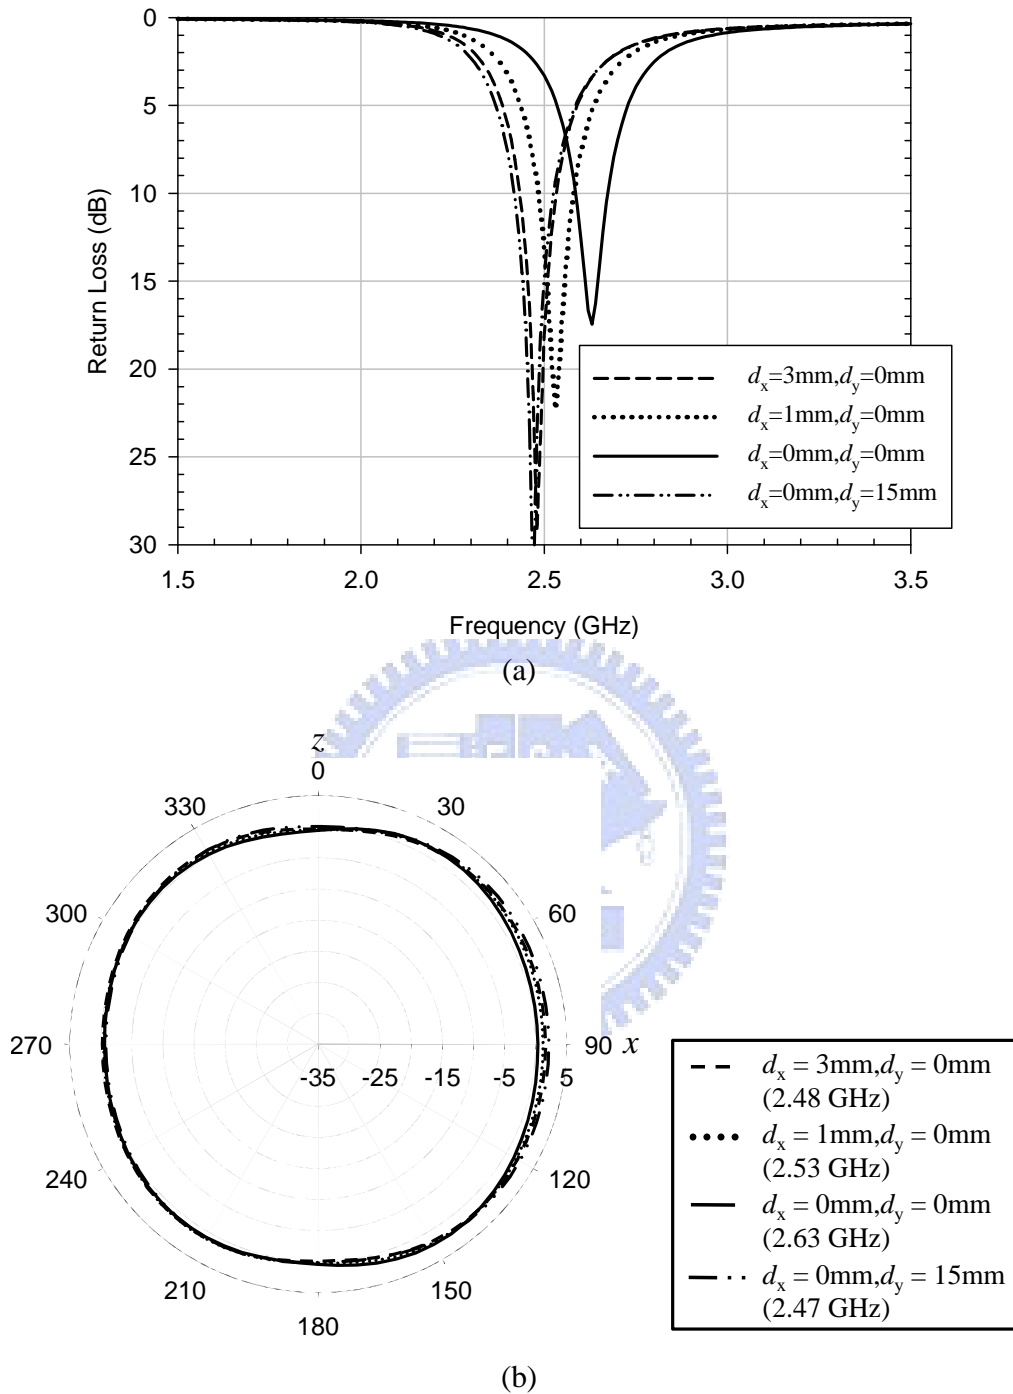 0
5
10
15
20
25
30
Return Loss (dB)
1.5 2.0 2.5 3.0 3.5
Frequency (GHz)
dx=3mm,dy=0mm
dx=1mm,dy=0mm
dx=0mm,dy=0mm
dx=0mm,dy=15mm
(a)
z
0
330 30
300 60
270 90 x
-35 -25 -15 -5 5
240 120
210 150
180
dx = 3mm,dy = 0mm
(2.48 GHz)
dx = 1mm,dy = 0mm
(2.53 GHz)
dx = 0mm,dy = 0mm
(2.63 GHz)
dx = 0mm,dy = 15mm
(2.47 GHz)
(b)